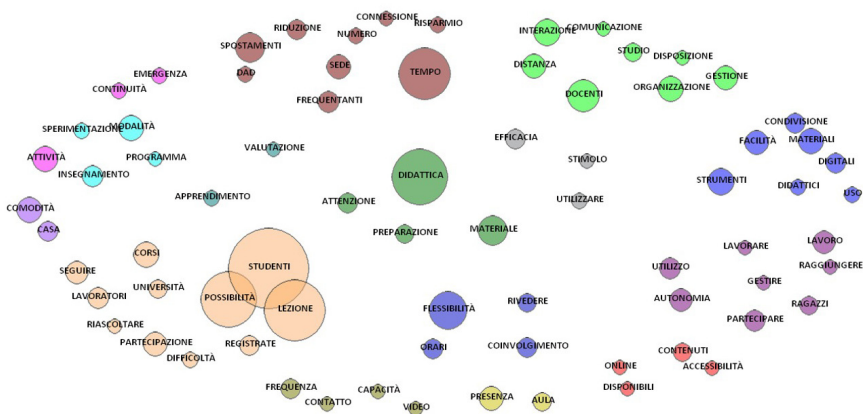 CONNESSIONE
RIDUZIONE
NUMERO
RISPARMIO
SPOSTAMENTI
DAD
SEDE
TEMPO
FREQUENTANTI
INTERAZIONE
COMUNICAZIONE
STUDIO
DISPOSIZIONE
DISTANZA
GESTIONE
DOCENTI
ORGANIZZAZIONE
EMERGENZA
CONTINUITÀ
SPERIMENTAZIONE
MODALITÀ
ATTIVITÀ
PROGRAMMA
INSEGNAMENTO
VALUTAZIONE
APPRENDIMENTO
EFFICACIA
STIMOLO
UTILIZZARE
CONDIVISIONE
FACILITÀ
MATERIALI
DIGITALI
STRUMENTI
DIDATTICI
USO
DIDATTICA
ATTENZIONE
PREPARAZIONE
MATERIALE
COMODITÀ
CASA
CORSI
SEGUIRE
STUDENTI
UNIVERSITÀ
LAVORATORI
POSSIBILITÀ
LEZIONE
RIASCOLTARE
PARTECIPAZIONE
REGISTRATE
DIFFICOLTÀ
FLESSIBILITÀ
RIVEDERE
ORARI
COINVOLGIMENTO
LAVORARE
LAVORO
UTILIZZO
RAGGIUNGERE
GESTIRE
AUTONOMIA
RAGAZZI
PARTECIPARE
CONTENUTI
ONLINE
ACCESSIBILITÀ
DISPONIBILI
FREQUENZA
CONTATTO
CAPACITÀ
VIDEO
PRESENZA
AULA